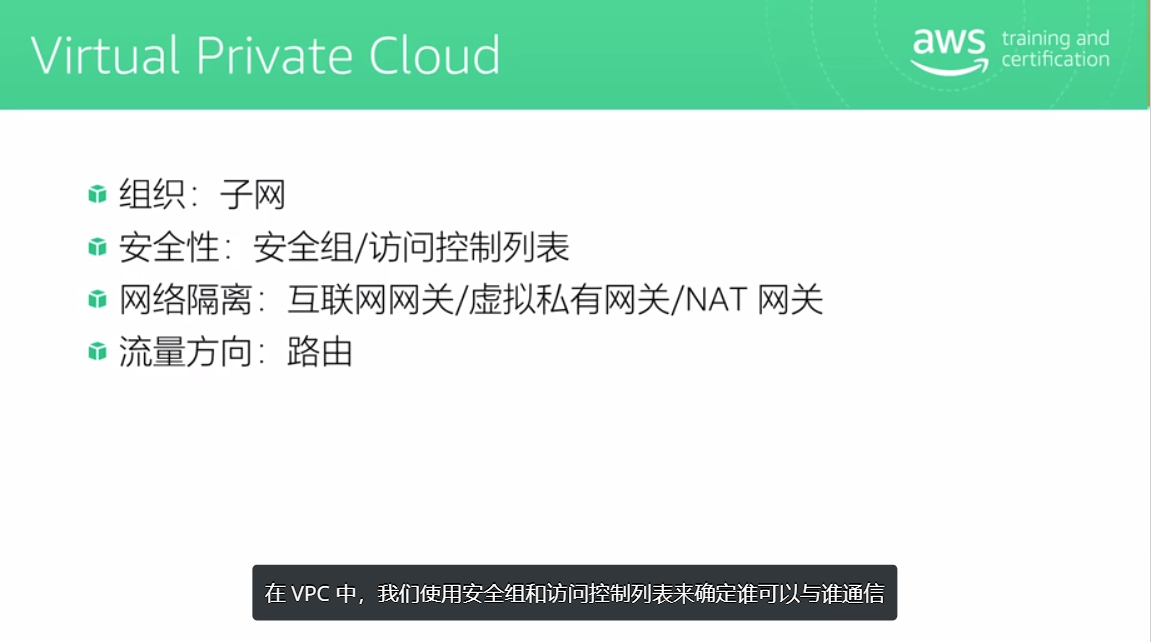 Virtual Private Cloud
aws training and
certification
组织：子网
安全性：安全组/访问控制列表
网络隔离：互联网网关/虚拟私有网关/NAT 网关
流量方向：路由
在 VPC 中，我们使用安全组和访问控制列表来确定谁可以与谁通信